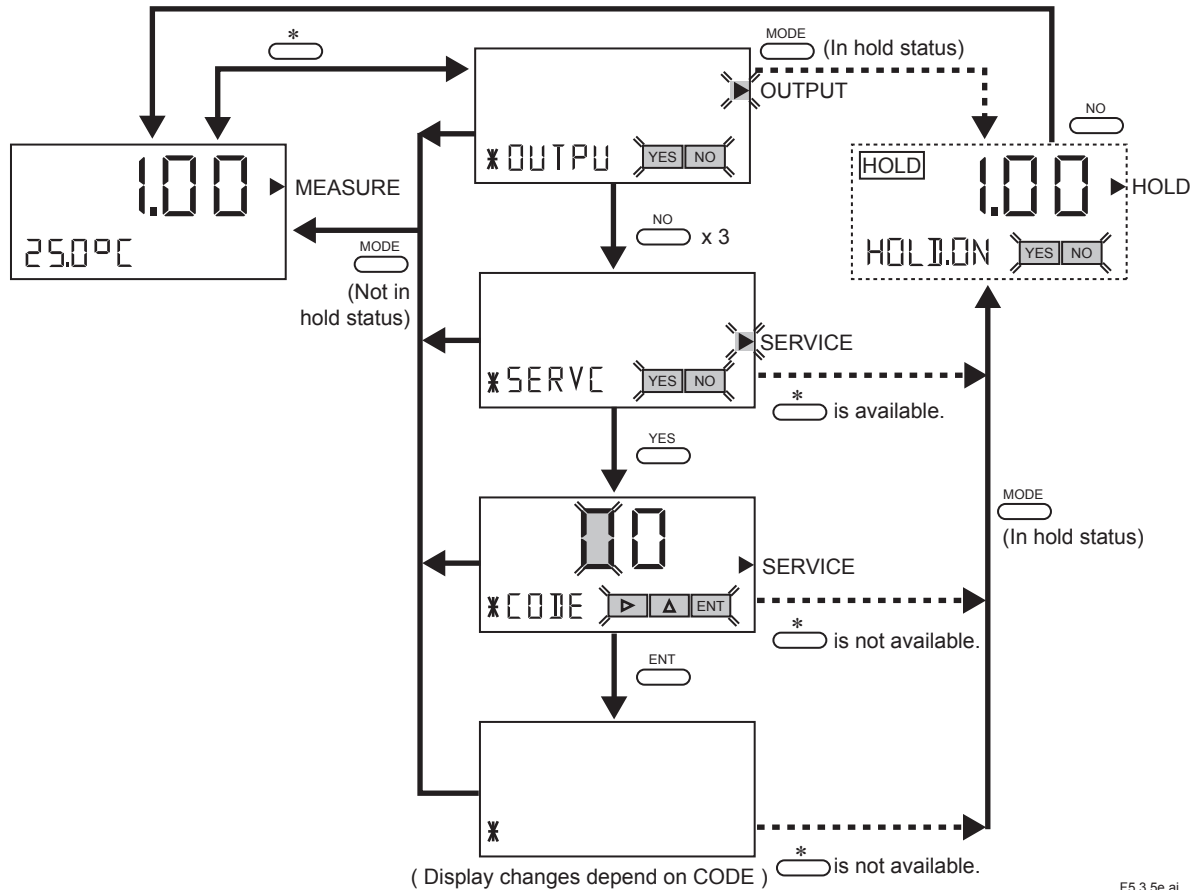 *
MODE
(In hold status)
OUTPUT
*OUTPU YES NO
1.00
MEASURE
25.0°C
NO
HOLD
1.00
HOLD
HOLD.ON YES NO
MODE
(Not in
hold status)
NO
x 3
SERVICE
*SERVC YES NO
*
is available.
YES
00
SERVICE
*CODE ▷ Δ ENT
*
is not available.
MODE
(In hold status)
ENT
*
*
is not available.
( Display changes depend on CODE )
F5.3.5e.ai